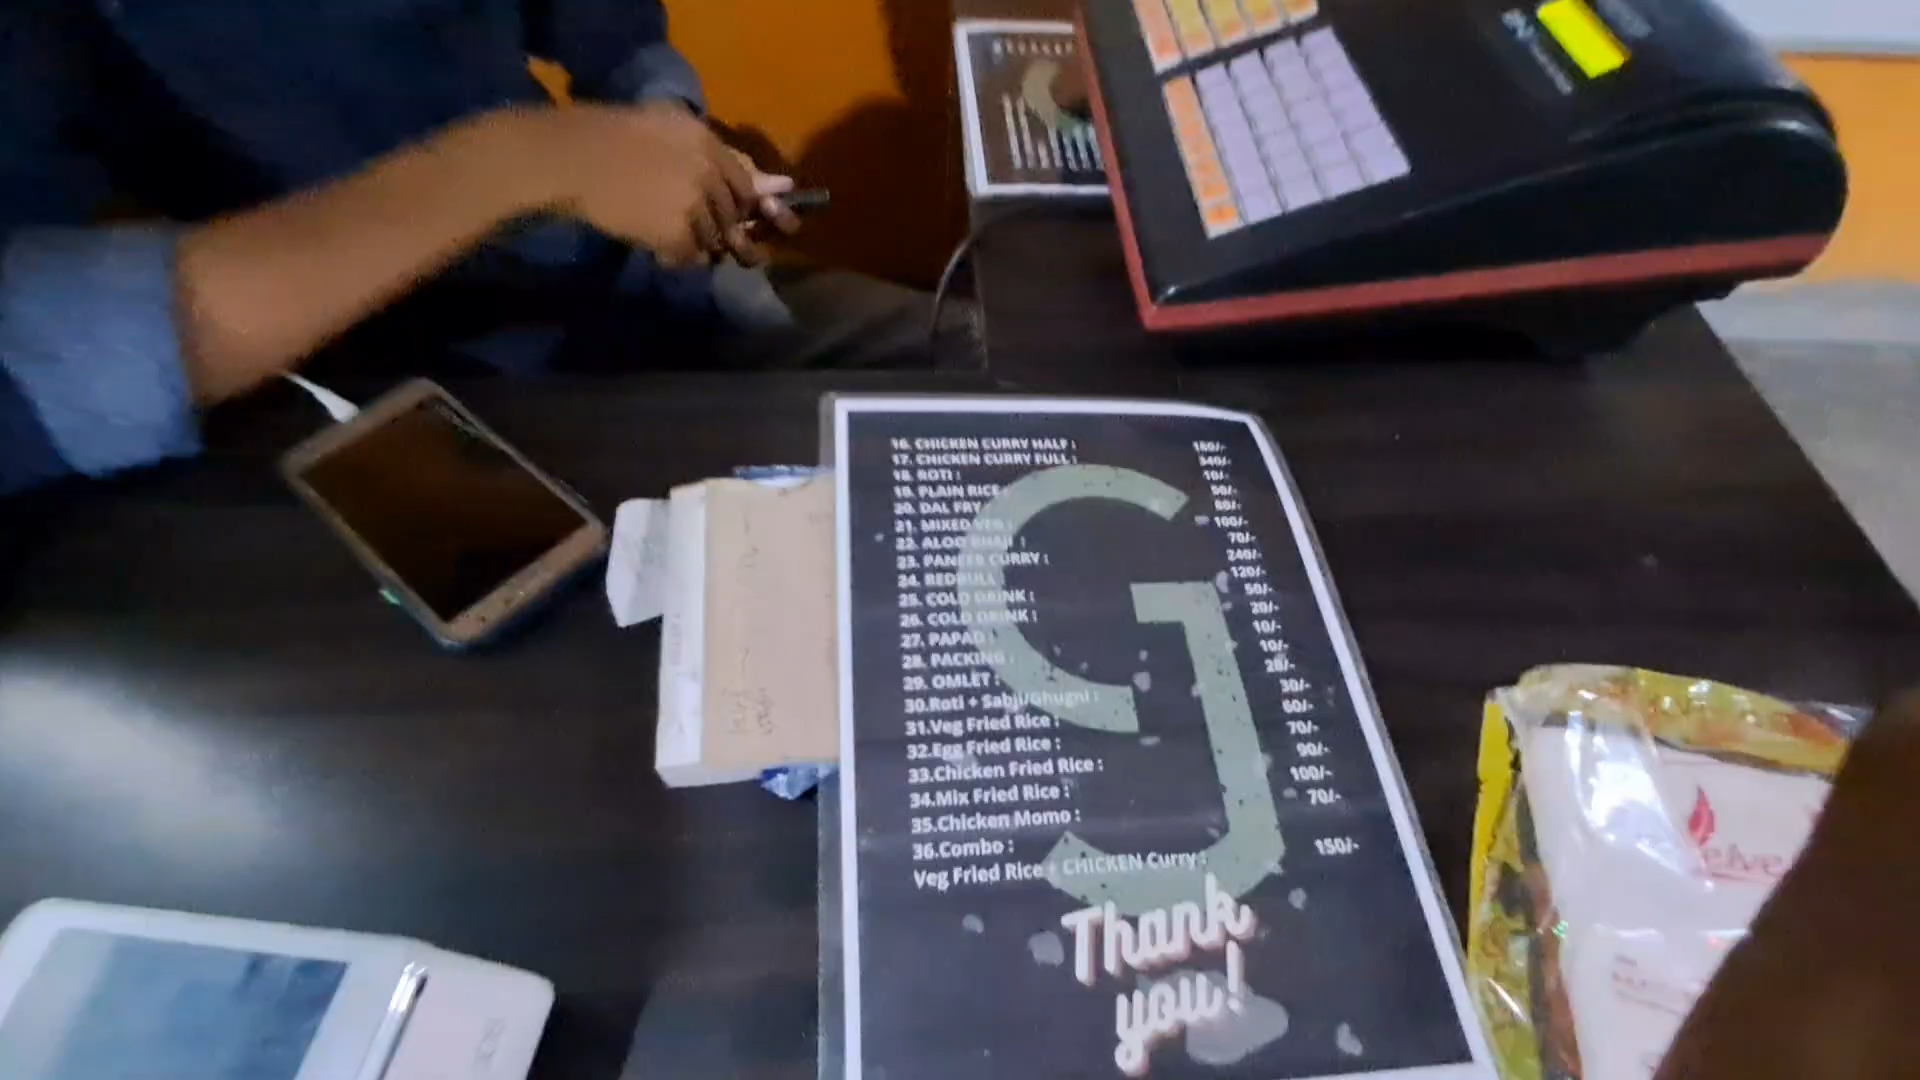 16. CHICKEN CURRY HALF : 180/-
17. CHICKEN CURRY FULL : 340/-
18. ROTI : 10/-
19. PLAIN RICE 50/-
20. DAL FRY 80/-
21. MIXED VEG : 100/-
22. ALOO BHAJI : 70/-
23. PANEER CURRY : 240/-
24. REDBULL : 120/-
25. COLD DRINK : 50/-
26. COLD DRINK : 20/-
27. PAPAD : 10/-
28. PACKING : 10/-
29. OMLET : 20/-
30.Roti + Sabji/Ghugni : 30/-
31.Veg Fried Rice : 60/-
32.Egg Fried Rice : 70/-
33.Chicken Fried Rice : 90/-
34.Mix Fried Rice : 100/-
35.Chicken Momo : 70/-
36.Combo :
Veg Fried Rice + CHICKEN Curry : 150/-
Thank
you!